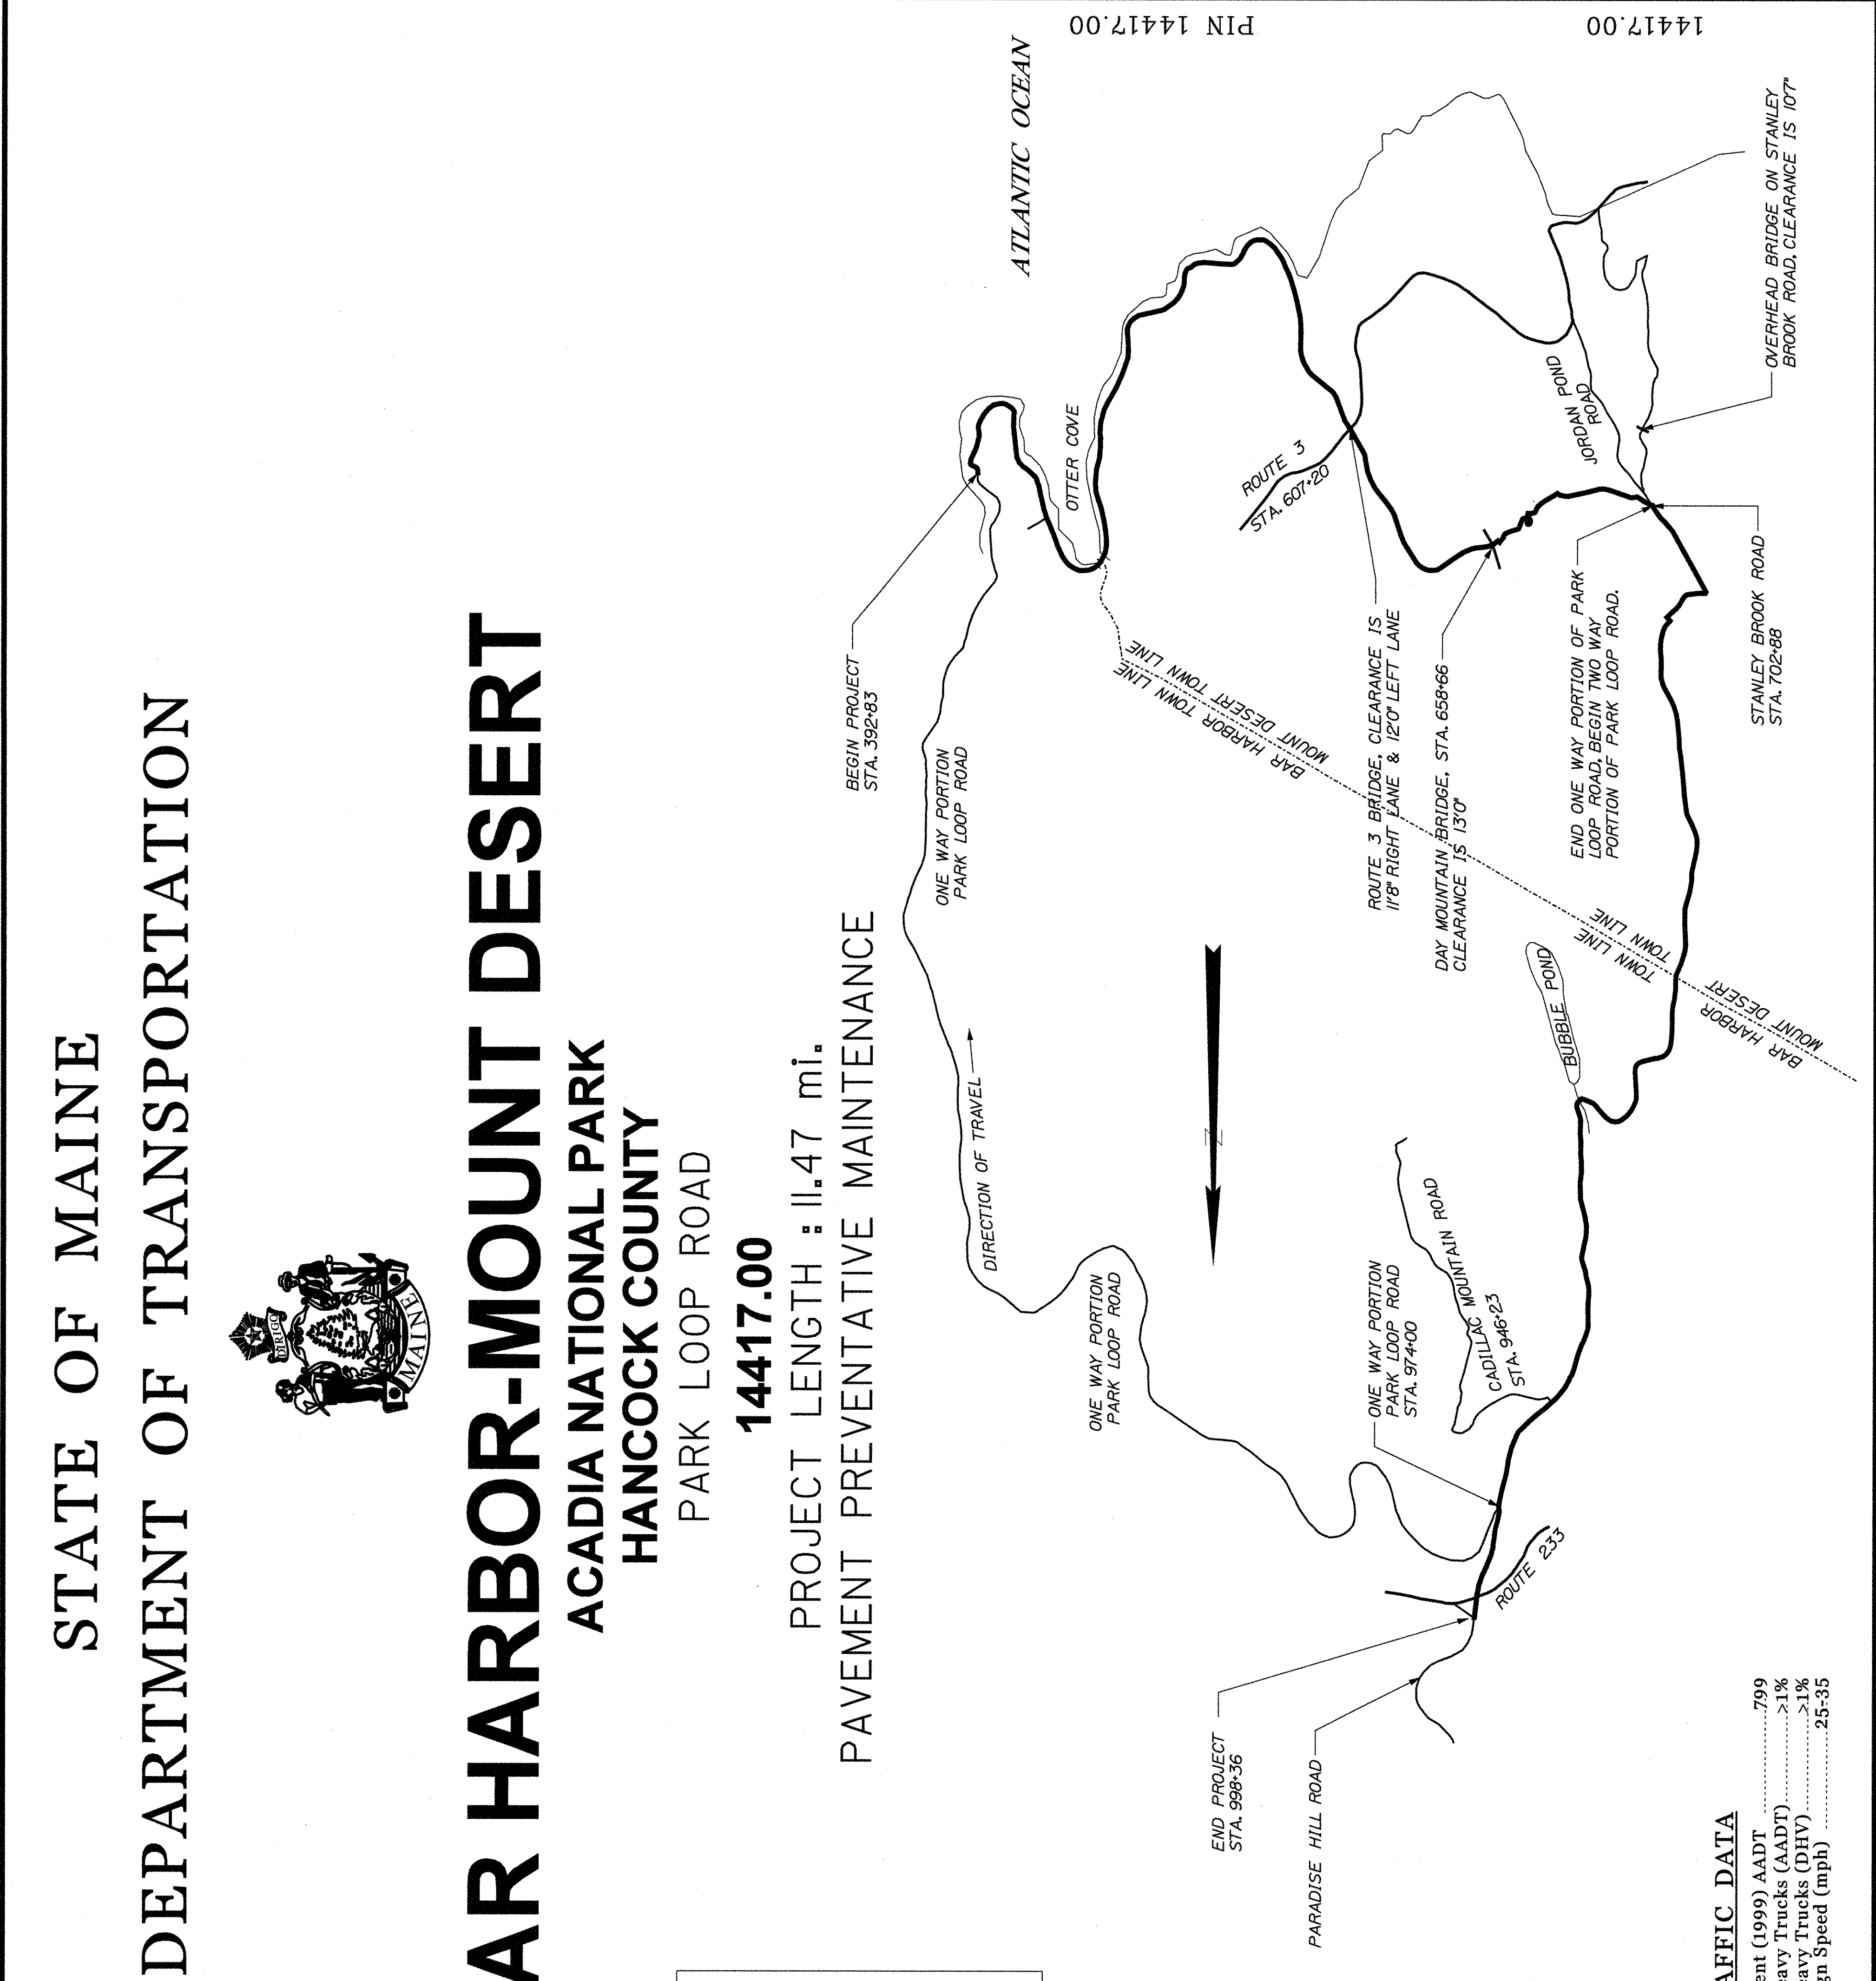 STATE OF MAINE
DEPARTMENT OF TRANSPORTATION
DIRIGO
MAINE
AR HARBOR-MOUNT DESERT
ACADIA NATIONAL PARK
HANCOCK COUNTY
PARK LOOP ROAD
14417.00
PROJECT LENGTH : 11.47 mi.
PAVEMENT PREVENTATIVE MAINTENANCE
PIN 14417.00
14417.00
ATLANTIC OCEAN
BEGIN PROJECT
STA. 392+83
ONE WAY PORTION
PARK LOOP ROAD
DIRECTION OF TRAVEL
OTTER COVE
BAR HARBOR TOWN LINE
MOUNT DESERT TOWN LINE
ONE WAY PORTION
PARK LOOP ROAD
N
ROUTE 3
STA. 607+20
ROUTE 3 BRIDGE, CLEARANCE IS
11'8" RIGHT LANE & 12'0" LEFT LANE
DAY MOUNTAIN BRIDGE, STA. 658+66
CLEARANCE IS 13'0"
JORDAN POND
ROAD
END ONE WAY PORTION OF PARK
LOOP ROAD, BEGIN TWO WAY
PORTION OF PARK LOOP ROAD.
OVERHEAD BRIDGE ON STANLEY
BROOK ROAD, CLEARANCE IS 10'7"
STANLEY BROOK ROAD
STA. 702+88
BUBBLE POND
BAR HARBOR TOWN LINE
MOUNT DESERT TOWN LINE
CADILLAC MOUNTAIN ROAD
STA. 946+23
ONE WAY PORTION
PARK LOOP ROAD
STA. 974+00
ROUTE 233
END PROJECT
STA. 998+36
PARADISE HILL ROAD
AFFIC DATA
ent (1999) AADT 799
eavy Trucks (AADT) >1%
eavy Trucks (DHV) >1%
gn Speed (mph) 25-35